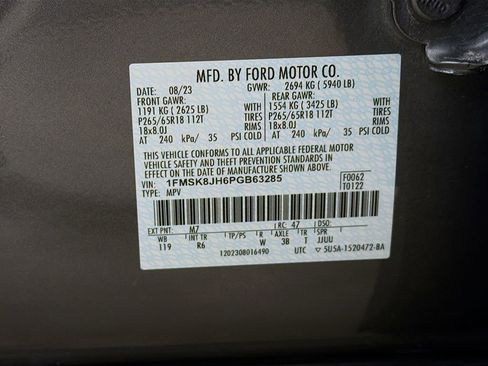 MFD. BY FORD MOTOR CO.
DATE: 08/23 GVWR: 2694 KG ( 5940 LB)
FRONT GAWR: REAR GAWR:
1191 KG ( 2625 LB) 1554 KG ( 3425 LB)
P265/65R18 112T WITH TIRES P265/65R18 112T WITH TIRES
18x8.0J RIMS 18x8.0J RIMS
AT 240 kPa/ 35 PSI COLD AT 240 kPa/ 35 PSI COLD
THIS VEHICLE CONFORMS TO ALL APPLICABLE FEDERAL MOTOR
VEHICLE SAFETY AND THEFT PREVENTION STANDARDS IN
EFFECT ON THE DATE OF MANUFACTURE SHOWN ABOVE.
VIN: 1FMSK8JH6PGB63285 F0062
TYPE: MPV T0122
EXT PNT: M7 RC: 47 DSO:
WB INT TR TP/PS R AXLE TR SPR
119 R6 W 3B T JJUU
1202308016490 UTC 5U5A-1520472-BA